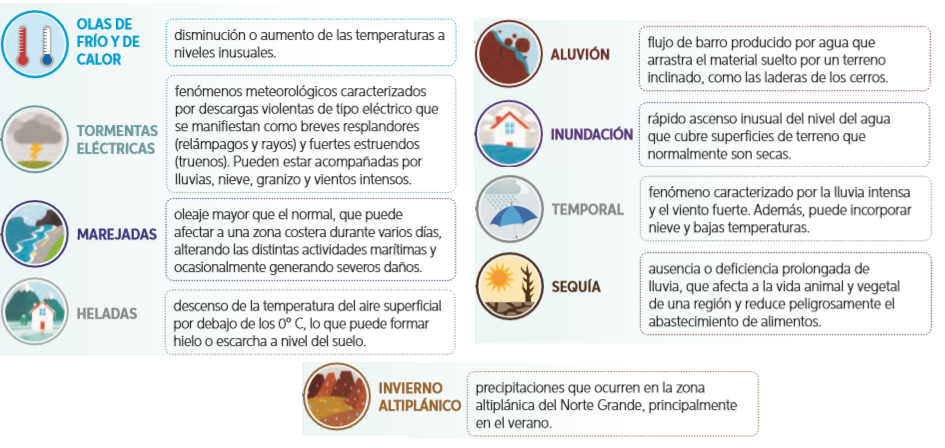 OLAS DE
FRÍO Y DE
CALOR
disminución o aumento de las temperaturas a
niveles inusuales.
TORMENTAS
ELÉCTRICAS
fenómenos meteorológicos caracterizados
por descargas violentas de tipo eléctrico que
se manifiestan como breves resplandores
(relámpagos y rayos) y fuertes estruendos
(truenos). Pueden estar acompañadas por
lluvias, nieve, granizo y vientos intensos.
MAREJADAS
oleaje mayor que el normal, que puede
afectar a una zona costera durante varios días,
alterando las distintas actividades marítimas y
ocasionalmente generando severos daños.
HELADAS
descenso de la temperatura del aire superficial
por debajo de los 0° C, lo que puede formar
hielo o escarcha a nivel del suelo.
ALUVIÓN
flujo de barro producido por agua que
arrastra el material suelto por un terreno
inclinado, como las laderas de los cerros.
INUNDACIÓN
rápido ascenso inusual del nivel del agua
que cubre superficies de terreno que
normalmente son secas.
TEMPORAL
fenómeno caracterizado por la lluvia intensa
y el viento fuerte. Además, puede incorporar
nieve y bajas temperaturas.
SEQUÍA
ausencia o deficiencia prolongada de
lluvia, que afecta a la vida animal y vegetal
de una región y reduce peligrosamente el
abastecimiento de alimentos.
INVIERNO
ALTIPLÁNICO
precipitaciones que ocurren en la zona
altiplánica del Norte Grande, principalmente
en el verano.